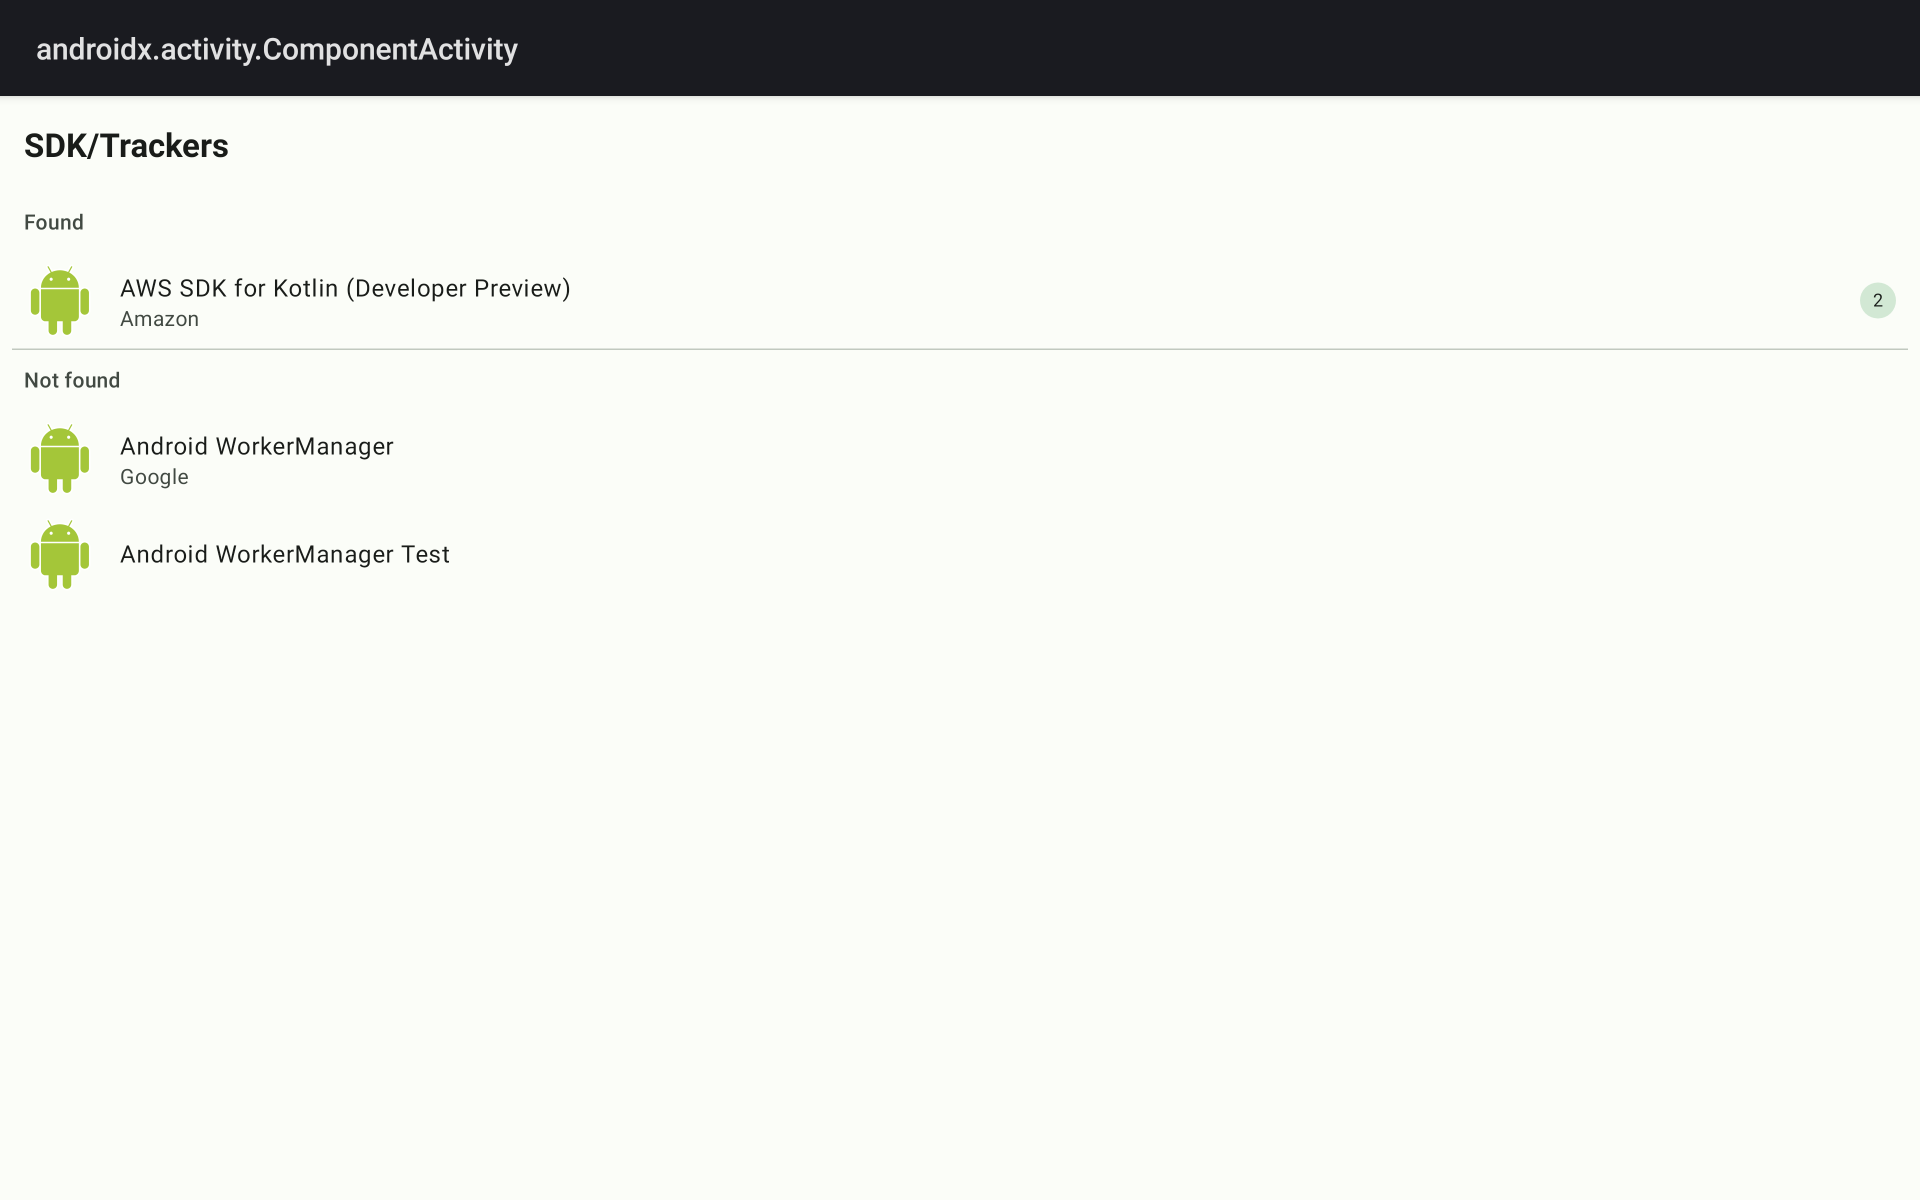 androidx.activity.ComponentActivity
SDK/Trackers
Found
AWS SDK for Kotlin (Developer Preview)
Amazon
2
Not found
Android WorkerManager
Google
Android WorkerManager Test